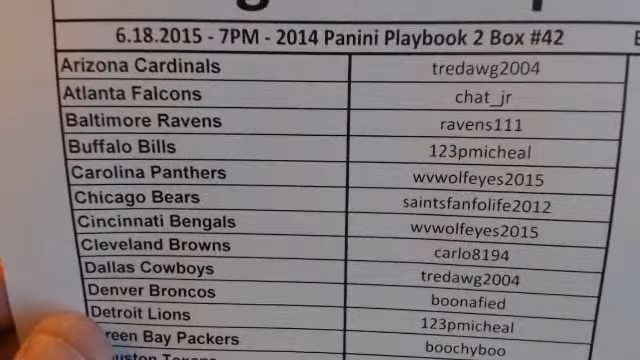 6.18.2015 - 7PM - 2014 Panini Playbook 2 Box #42
Arizona Cardinals tredawg2004
Atlanta Falcons chat_jr
Baltimore Ravens ravens111
Buffalo Bills 123pmicheal
Carolina Panthers wvwolfeyes2015
Chicago Bears saintsfanfolife2012
Cincinnati Bengals wvwolfeyes2015
Cleveland Browns carlo8194
Dallas Cowboys tredawg2004
Denver Broncos boonafied
Detroit Lions 123pmicheal
reen Bay Packers boochyboo